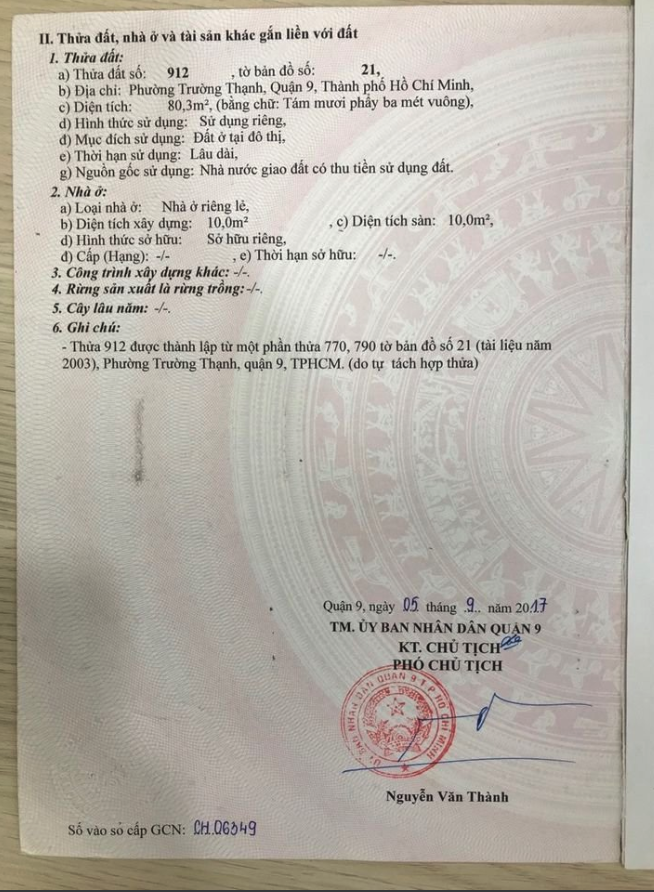 II. Thửa đất, nhà ở và tài sản khác gắn liền với đất
1. Thửa đất:
a) Thửa đất số: 912 , tờ bản đồ số: 21,
b) Địa chỉ: Phường Trường Thạnh, Quận 9, Thành phố Hồ Chí Minh,
c) Diện tích: 80,3m², (bằng chữ: Tám mươi phẩy ba mét vuông),
d) Hình thức sử dụng: Sử dụng riêng,
đ) Mục đích sử dụng: Đất ở tại đô thị,
e) Thời hạn sử dụng: Lâu dài,
g) Nguồn gốc sử dụng: Nhà nước giao đất có thu tiền sử dụng đất.
2. Nhà ở:
a) Loại nhà ở: Nhà ở riêng lẻ,
b) Diện tích xây dựng: 10,0m² , c) Diện tích sàn: 10,0m²,
d) Hình thức sở hữu: Sở hữu riêng,
đ) Cấp (Hạng): -/- , e) Thời hạn sở hữu: -/-.
3. Công trình xây dựng khác: -/-.
4. Rừng sản xuất là rừng trồng: -/-.
5. Cây lâu năm: -/-.
6. Ghi chú:
- Thửa 912 được thành lập từ một phần thửa 770, 790 tờ bản đồ số 21 (tài liệu năm
2003), Phường Trường Thạnh, quận 9, TPHCM. (do tự tách hợp thửa)
Quận 9, ngày 05 tháng .9.. năm 2017
TM. ỦY BAN NHÂN DÂN QUẬN 9
KT. CHỦ TỊCH
PHÓ CHỦ TỊCH
ỦY BAN NHÂN DÂN QUẬN 9 T.P HỒ CHÍ MINH
Nguyễn Văn Thành
Số vào sổ cấp GCN: CH.06349